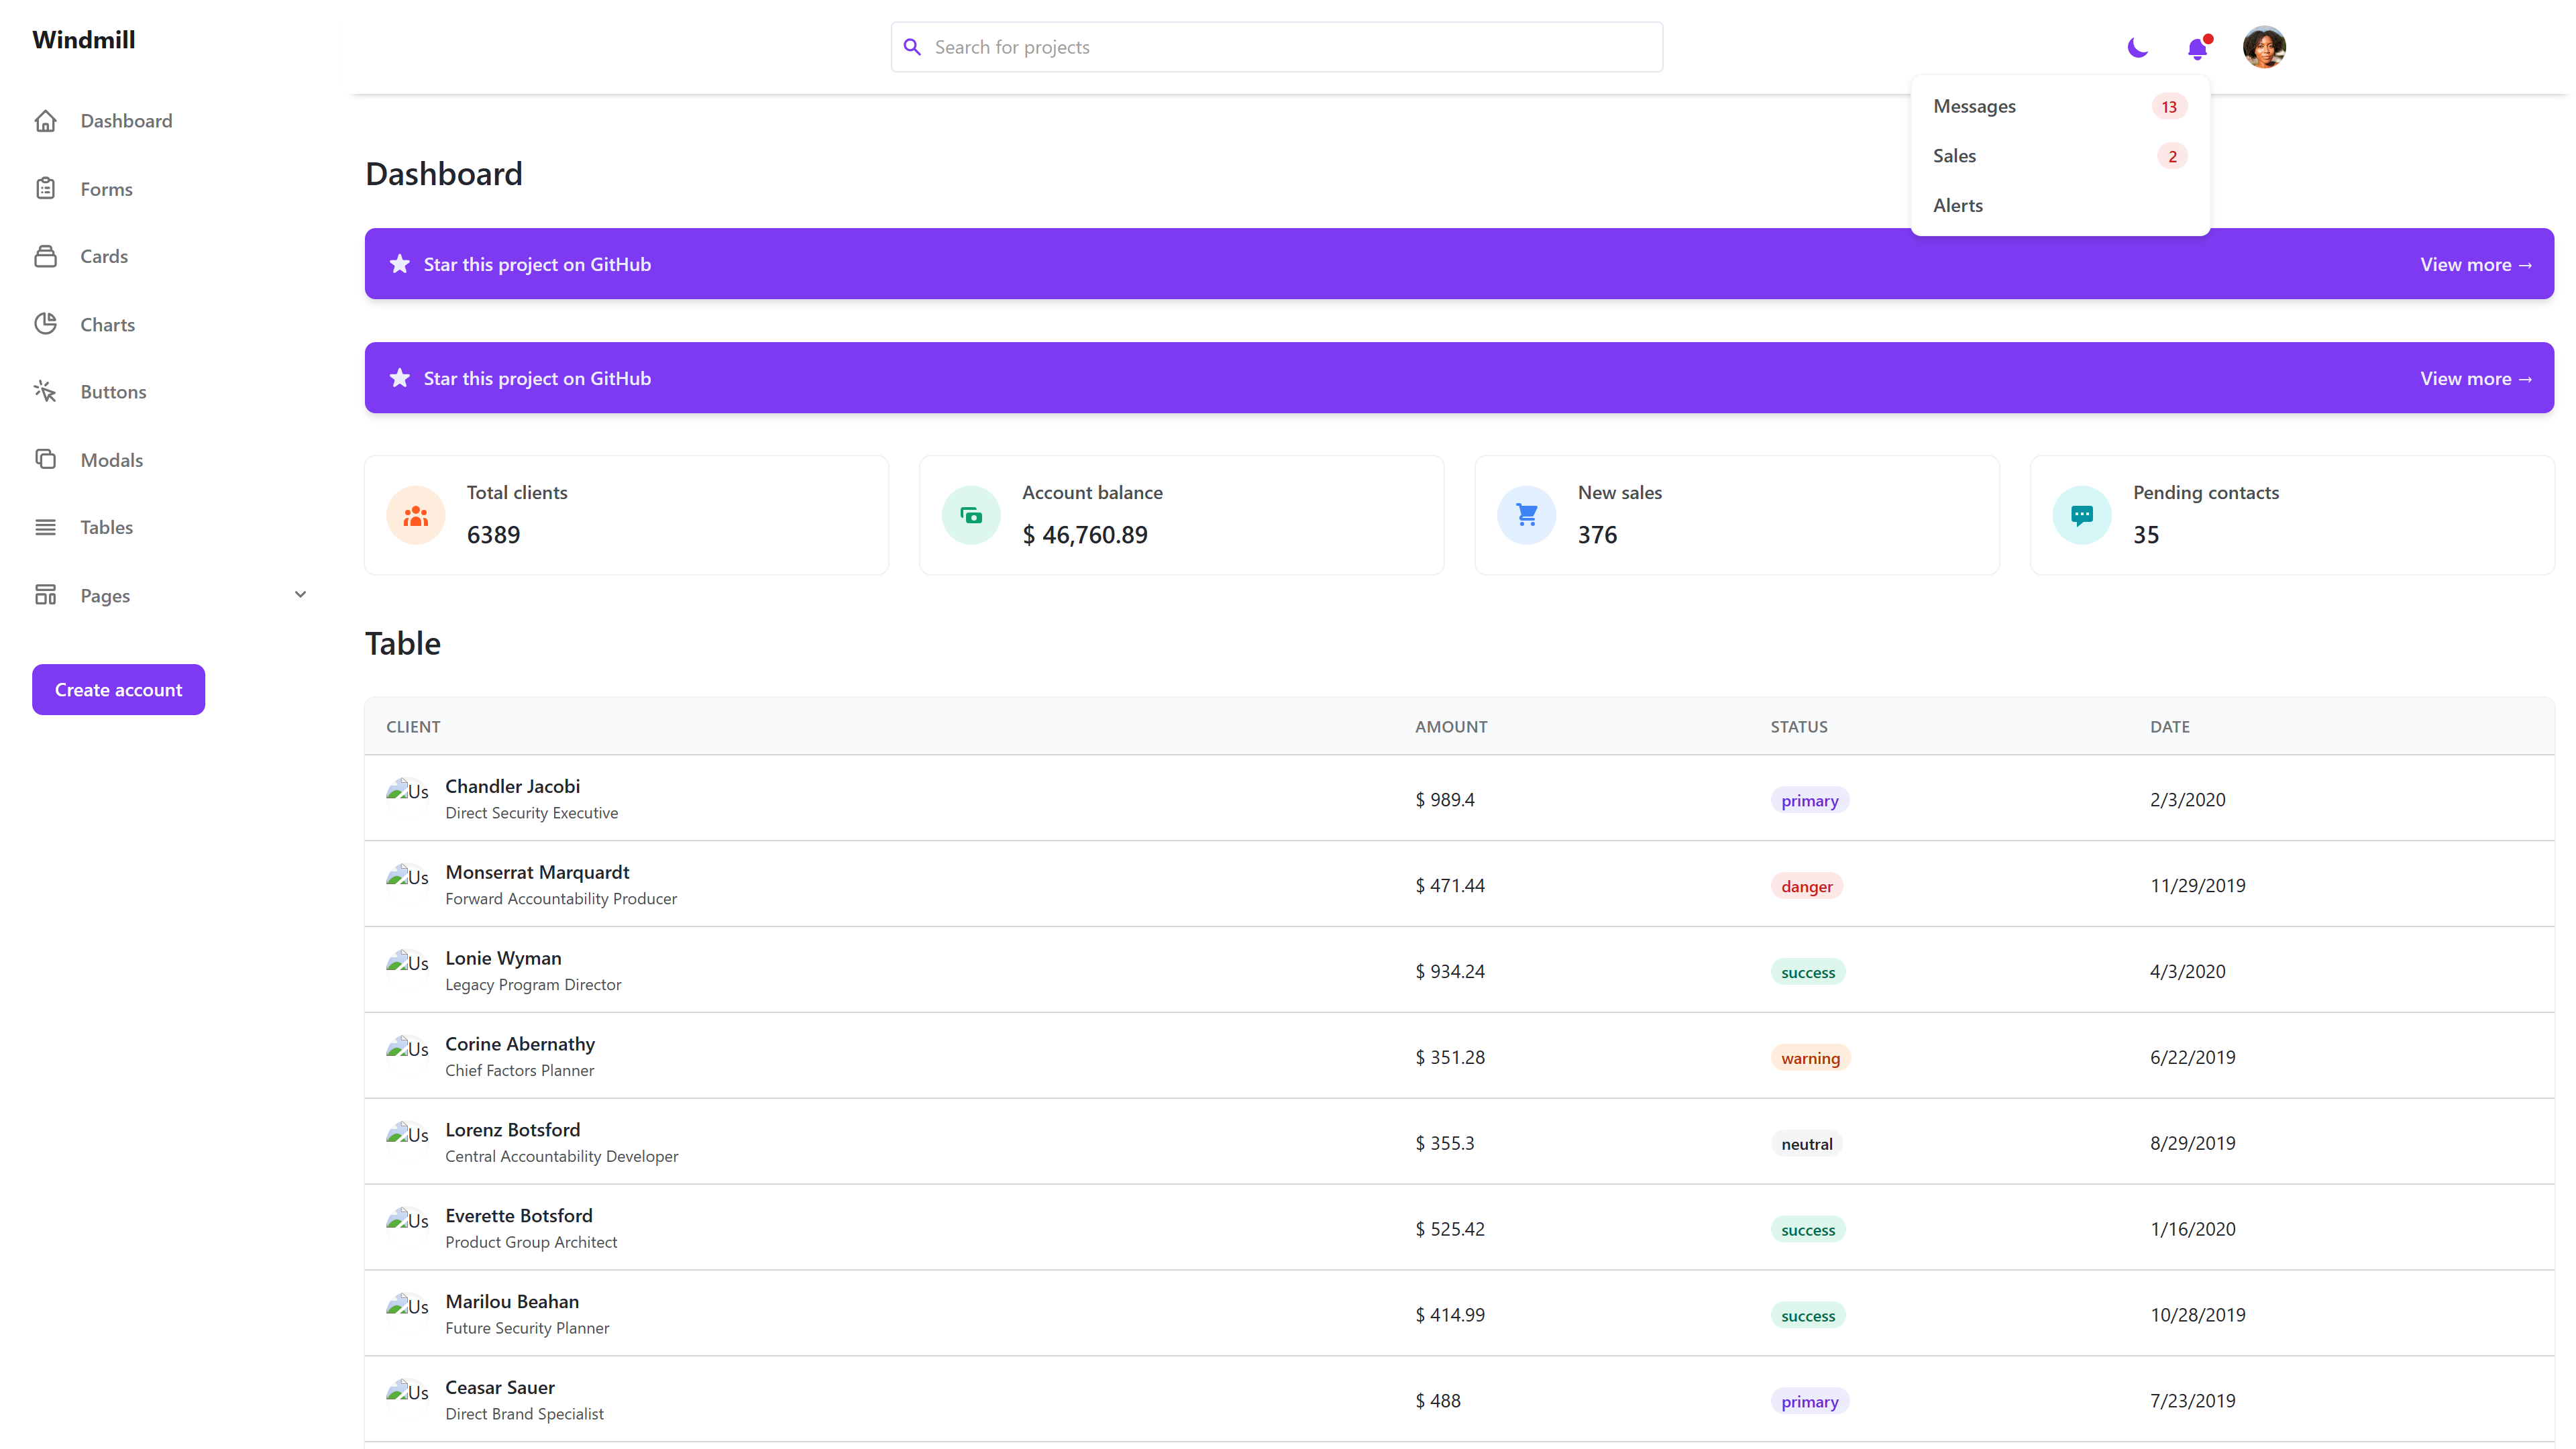 Windmill
Search for projects
Dashboard
Forms
Cards
Charts
Buttons
Modals
Tables
Pages
Create account
Messages 13
Sales 2
Alerts
Dashboard
Star this project on GitHub View more →
Star this project on GitHub View more →
Total clients
6389
Account balance
$ 46,760.89
New sales
376
Pending contacts
35
Table
CLIENT AMOUNT STATUS DATE
Us Chandler Jacobi $ 989.4 primary 2/3/2020
Direct Security Executive
Us Monserrat Marquardt $ 471.44 danger 11/29/2019
Forward Accountability Producer
Us Lonie Wyman $ 934.24 success 4/3/2020
Legacy Program Director
Us Corine Abernathy $ 351.28 warning 6/22/2019
Chief Factors Planner
Us Lorenz Botsford $ 355.3 neutral 8/29/2019
Central Accountability Developer
Us Everette Botsford $ 525.42 success 1/16/2020
Product Group Architect
Us Marilou Beahan $ 414.99 success 10/28/2019
Future Security Planner
Us Ceasar Sauer $ 488 primary 7/23/2019
Direct Brand Specialist